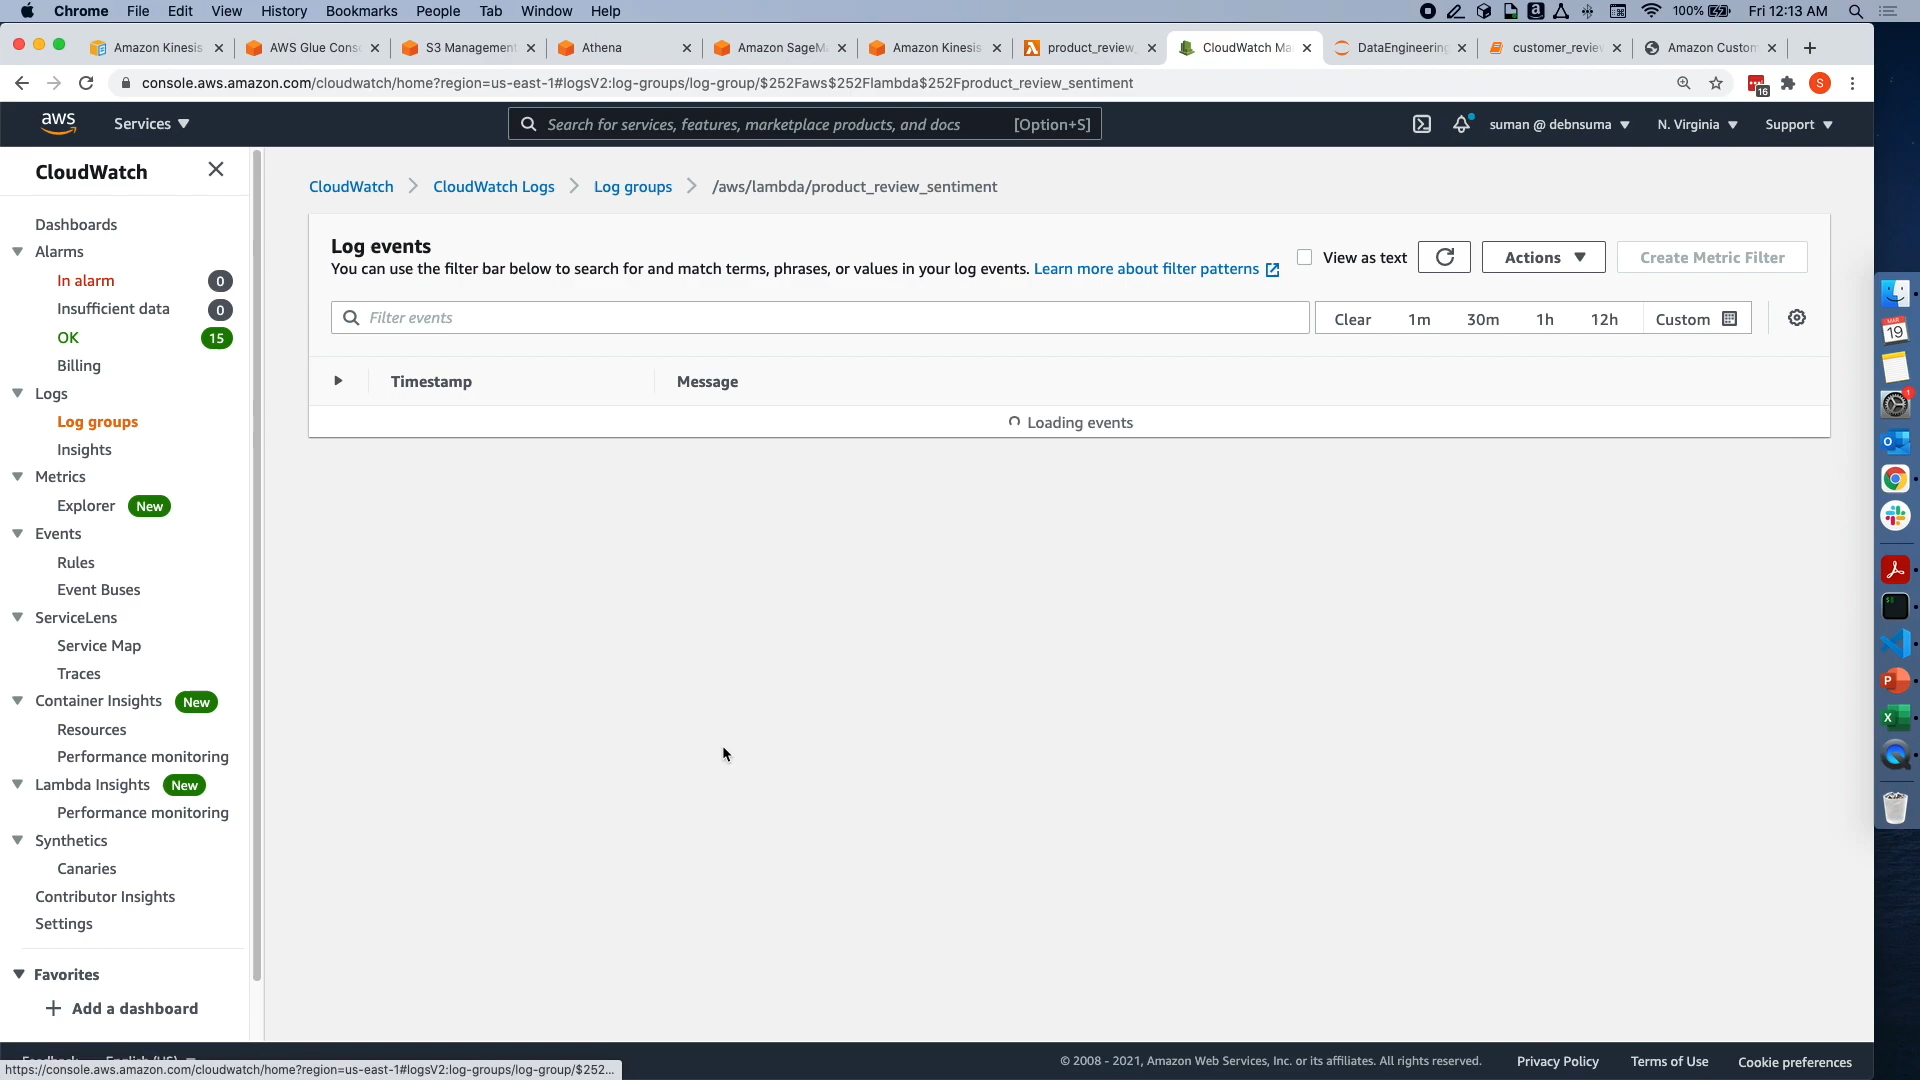 Chrome File Edit View History Bookmarks People Tab Window Help 100% Fri 12:13 AM
Amazon Kinesis AWS Glue Cons S3 Management Athena Amazon SageMa Amazon Kinesis product_review_ CloudWatch Ma DataEngineering customer_review Amazon Custom
console.aws.amazon.com/cloudwatch/home?region=us-east-1#logsV2:log-groups/log-group/$252Faws$252Flambda$252Fproduct_review_sentiment
16 S
aws Services Search for services, features, marketplace products, and docs [Option+S] suman @ debnsuma N. Virginia Support
CloudWatch
Dashboards
Alarms
In alarm 0
Insufficient data 0
OK 15
Billing
Logs
Log groups
Insights
Metrics
Explorer New
Events
Rules
Event Buses
ServiceLens
Service Map
Traces
Container Insights New
Resources
Performance monitoring
Lambda Insights New
Performance monitoring
Synthetics
Canaries
Contributor Insights
Settings
Favorites
Add a dashboard
CloudWatch CloudWatch Logs Log groups /aws/lambda/product_review_sentiment
Log events
You can use the filter bar below to search for and match terms, phrases, or values in your log events. Learn more about filter patterns
View as text Actions Create Metric Filter
Filter events Clear 1m 30m 1h 12h Custom
Timestamp Message
Loading events
MAR
19
1
© 2008 - 2021, Amazon Web Services, Inc. or its affiliates. All rights reserved. Privacy Policy Terms of Use Cookie preferences
https://console.aws.amazon.com/cloudwatch/home?region=us-east-1#logsV2:log-groups/log-group/$252...